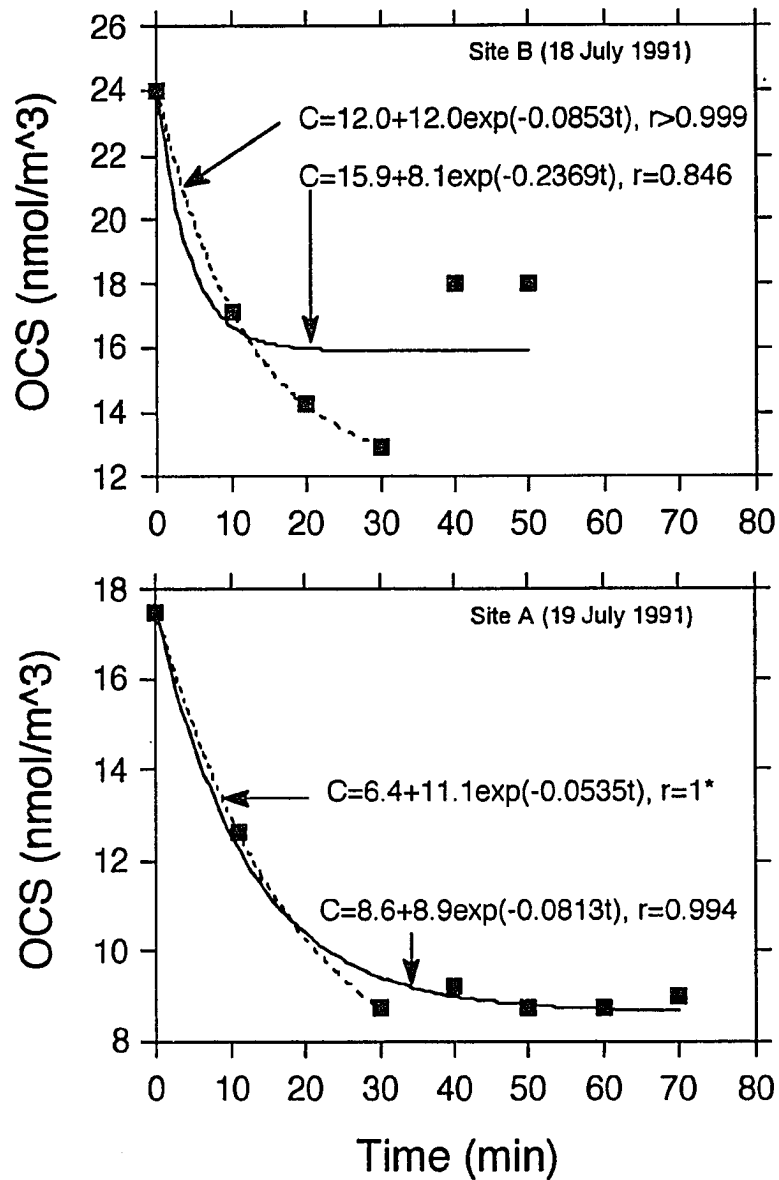 26
24
22
20
18
16
14
12
OCS (nmol/m^3)
Site B (18 July 1991)
C=12.0+12.0exp(-0.0853t), r>0.999
C=15.9+8.1exp(-0.2369t), r=0.846
0 10 20 30 40 50 60 70 80
18
16
14
12
10
8
OCS (nmol/m^3)
Site A (19 July 1991)
C=6.4+11.1exp(-0.0535t), r=1*
C=8.6+8.9exp(-0.0813t), r=0.994
0 10 20 30 40 50 60 70 80
Time (min)